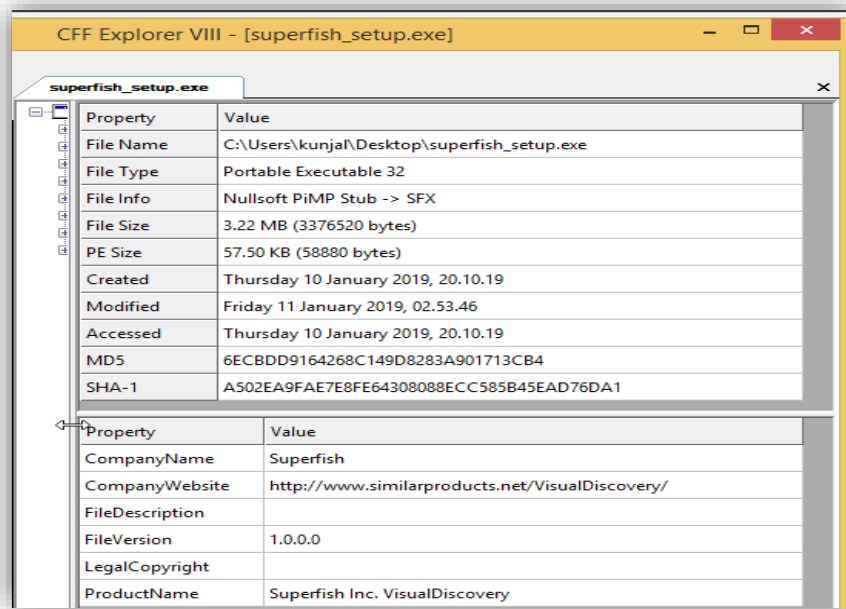 CFF Explorer VIII - [superfish_setup.exe]
superfish_setup.exe
Property Value
File Name C:\Users\kunjal\Desktop\superfish_setup.exe
File Type Portable Executable 32
File Info Nullsoft PiMP Stub -> SFX
File Size 3.22 MB (3376520 bytes)
PE Size 57.50 KB (58880 bytes)
Created Thursday 10 January 2019, 20.10.19
Modified Friday 11 January 2019, 02.53.46
Accessed Thursday 10 January 2019, 20.10.19
MD5 6ECBDD9164268C149D8283A901713CB4
SHA-1 A502EA9FAE7E8FE64308088ECC585B45EAD76DA1
Property Value
CompanyName Superfish
CompanyWebsite http://www.similarproducts.net/VisualDiscovery/
FileDescription
FileVersion 1.0.0.0
LegalCopyright
ProductName Superfish Inc. VisualDiscovery